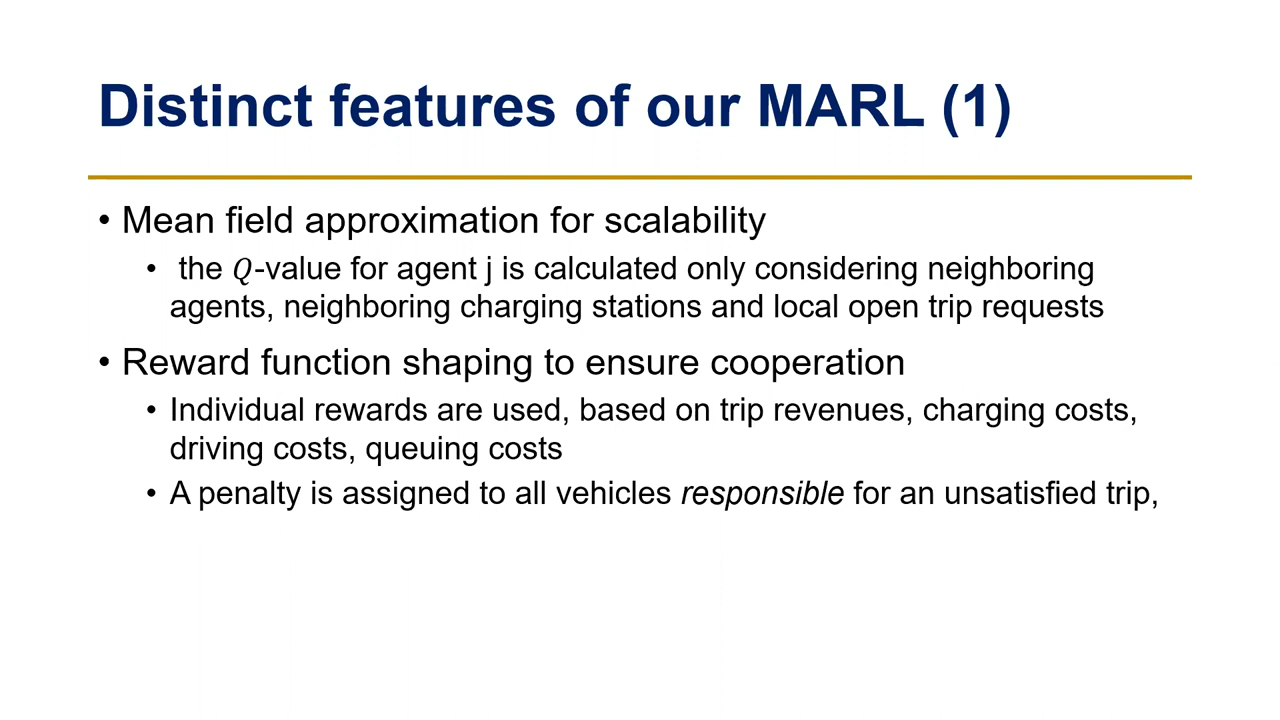 Distinct features of our MARL (1)
• Mean field approximation for scalability
• the 𝑄-value for agent j is calculated only considering neighboring
agents, neighboring charging stations and local open trip requests
• Reward function shaping to ensure cooperation
• Individual rewards are used, based on trip revenues, charging costs,
driving costs, queuing costs
• A penalty is assigned to all vehicles responsible for an unsatisfied trip,